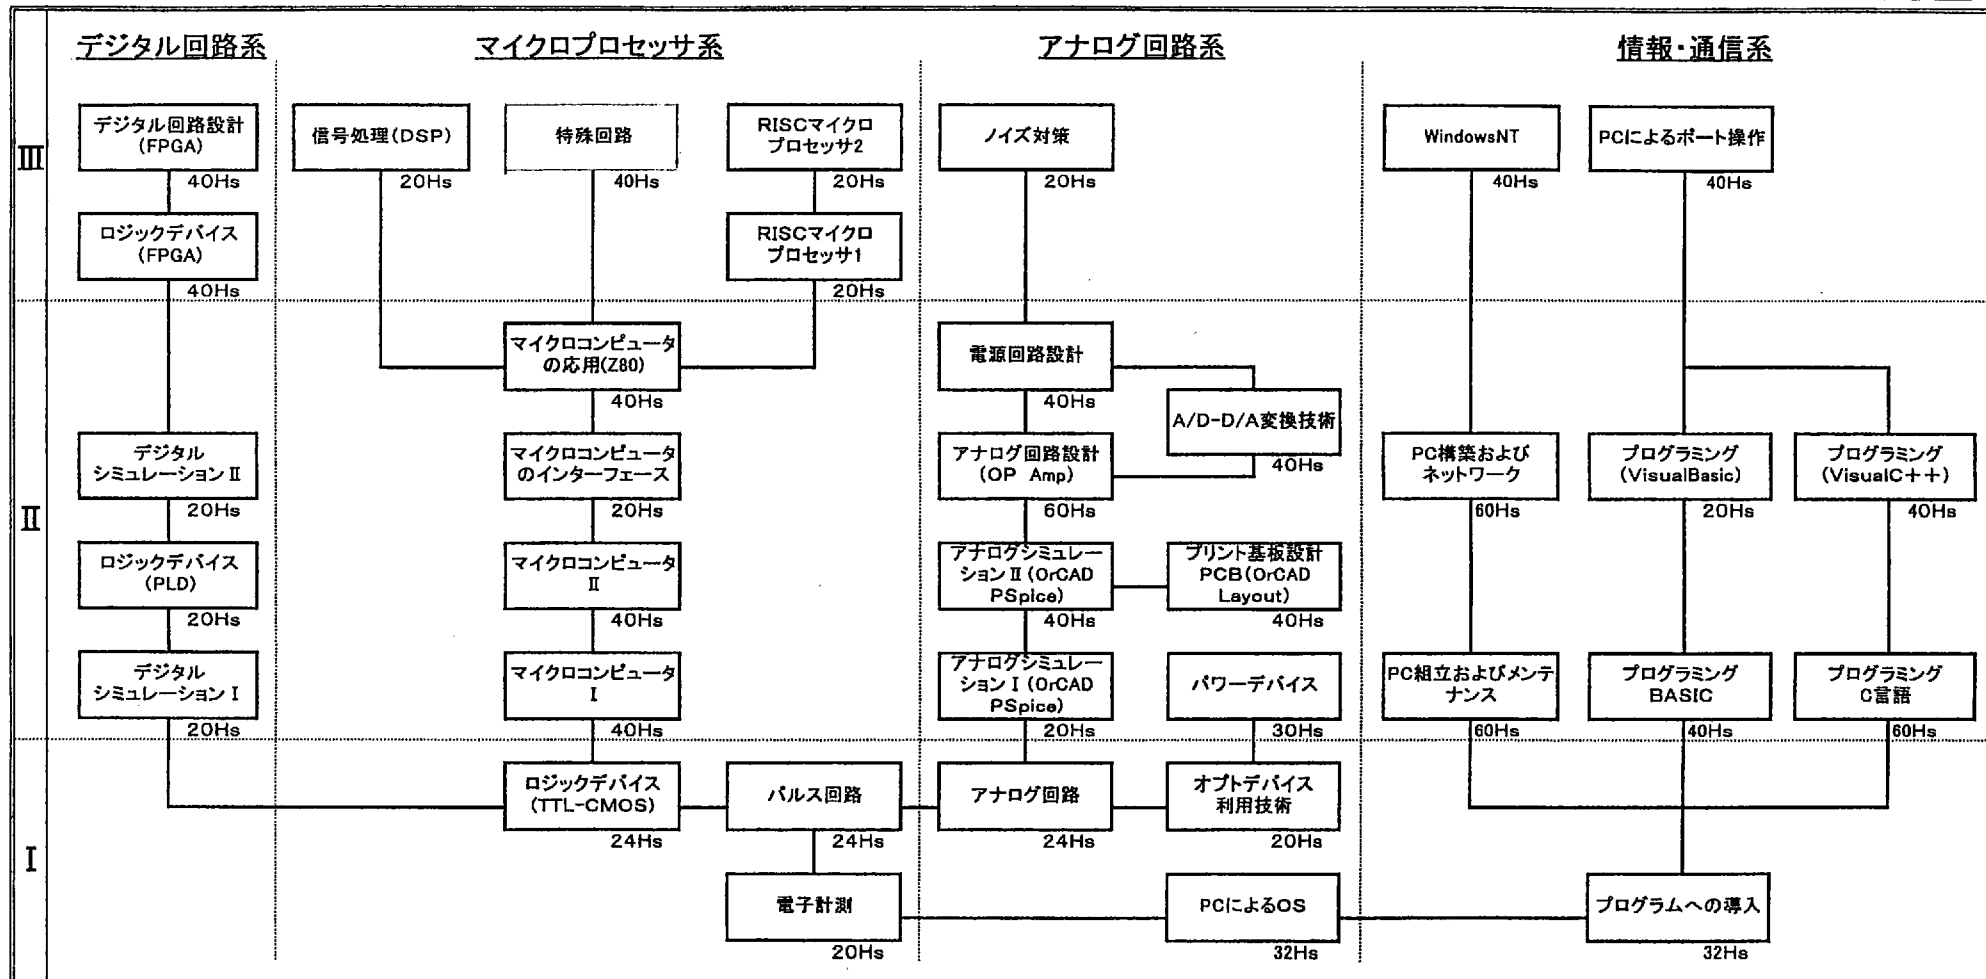 デジタル回路系
マイクロプロセッサ系
アナログ回路系
情報・通信系
Ⅲ
デジタル回路設計
(FPGA)
40Hs
信号処理(DSP)
20Hs
特殊回路
40Hs
RISCマイクロ
プロセッサ2
20Hs
ノイズ対策
20Hs
WindowsNT
40Hs
PCによるポート操作
40Hs
ロジックデバイス
(FPGA)
40Hs
RISCマイクロ
プロセッサ1
20Hs
Ⅱ
マイクロコンピュータ
の応用(Z80)
40Hs
電源回路設計
40Hs
A/D-D/A変換技術
40Hs
デジタル
シミュレーションⅡ
20Hs
マイクロコンピュータ
のインターフェース
20Hs
アナログ回路設計
(OP Amp)
60Hs
PC構築および
ネットワーク
60Hs
プログラミング
(VisualBasic)
20Hs
プログラミング
(VisualC++)
40Hs
ロジックデバイス
(PLD)
20Hs
マイクロコンピュータ
Ⅱ
40Hs
アナログシミュレー
ションⅡ(OrCAD
PSpice)
40Hs
プリント基板設計
PCB(OrCAD
Layout)
40Hs
デジタル
シミュレーションⅠ
20Hs
マイクロコンピュータ
Ⅰ
40Hs
アナログシミュレー
ションⅠ(OrCAD
PSpice)
20Hs
パワーデバイス
30Hs
PC組立およびメンテ
ナンス
60Hs
プログラミング
BASIC
40Hs
プログラミング
C言語
60Hs
Ⅰ
ロジックデバイス
(TTL-CMOS)
24Hs
パルス回路
24Hs
アナログ回路
24Hs
オプトデバイス
利用技術
20Hs
電子計測
20Hs
PCによるOS
32Hs
プログラムへの導入
32Hs